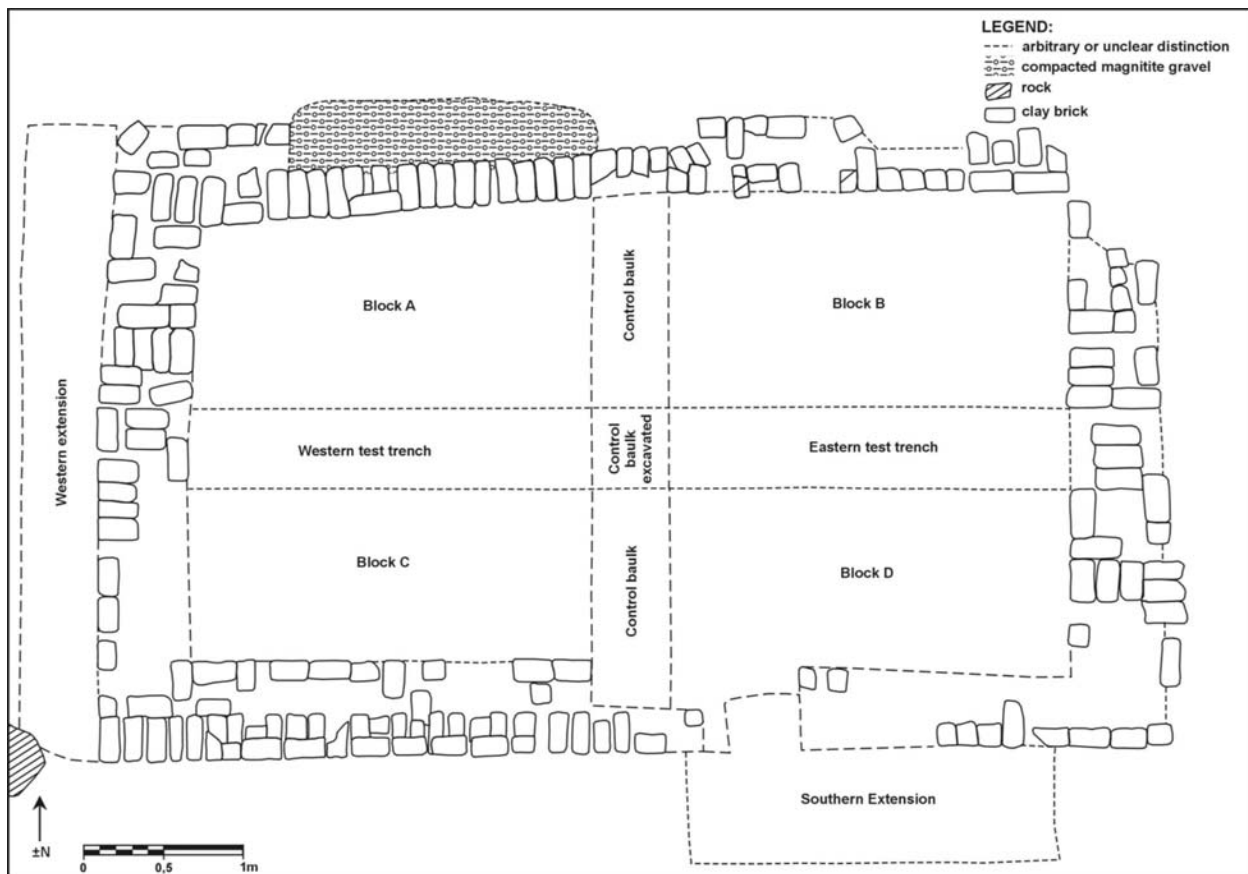 LEGEND:
arbitrary or unclear distinction
compacted magnitite gravel
rock
clay brick
Western extension
Block A
Control baulk
Block B
Western test trench
Control
baulk
excavated
Eastern test trench
Block C
Control baulk
Block D
Southern Extension
±N
0
0,5
1m